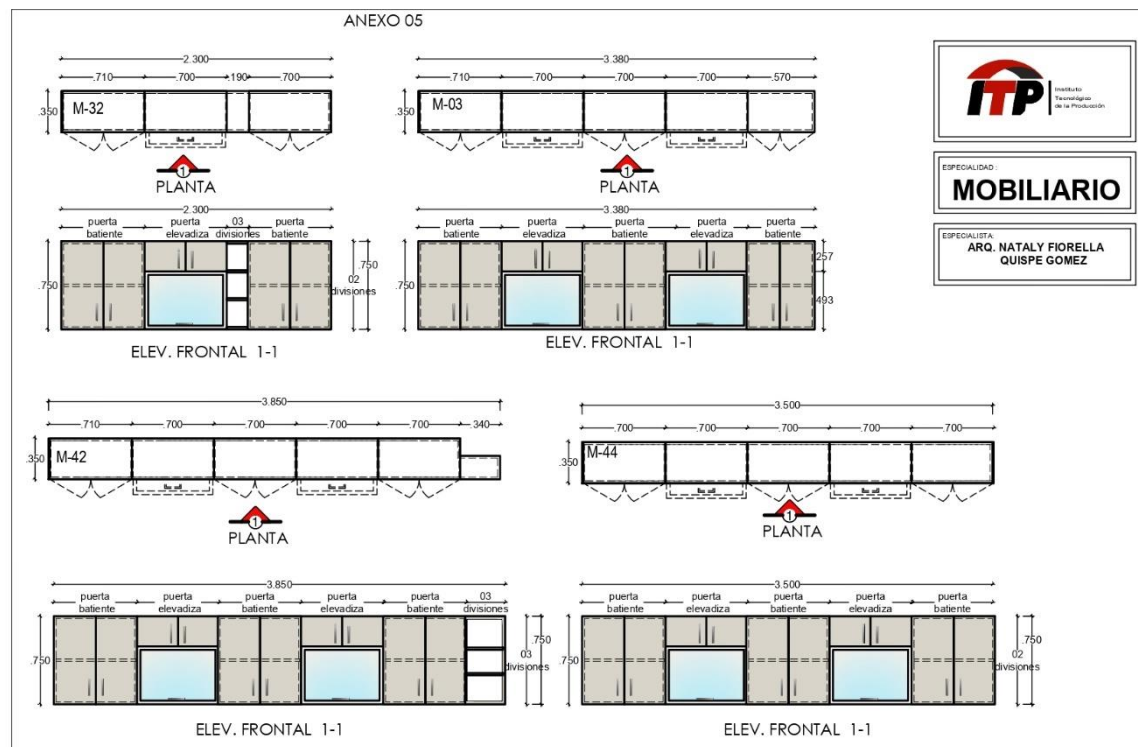 ANEXO 05
2.300
.710 .700 .190 .700
.350
M-32
1
PLANTA
3.380
.710 .700 .700 .700 .570
.350
M-03
1
PLANTA
ITP
Instituto
Tecnológico
de la Producción
ESPECIALIDAD :
MOBILIARIO
ESPECIALISTA:
ARQ. NATALY FIORELLA
QUISPE GOMEZ
2.300
puerta batiente
puerta elevadiza
03 divisiones
puerta batiente
.750
02 divisiones
.750
ELEV. FRONTAL 1-1
3.380
puerta batiente
puerta elevadiza
puerta batiente
puerta elevadiza
puerta batiente
.750
.257
.493
ELEV. FRONTAL 1-1
3.850
.710 .700 .700 .700 .700 .340
.350
M-42
1
PLANTA
3.500
.700 .700 .700 .700 .700
.350
M-44
1
PLANTA
3.850
puerta batiente
puerta elevadiza
puerta batiente
puerta elevadiza
puerta batiente
03 divisiones
.750
03 divisiones
.750
ELEV. FRONTAL 1-1
3.500
puerta batiente
puerta elevadiza
puerta batiente
puerta elevadiza
puerta batiente
.750
02 divisiones
.750
ELEV. FRONTAL 1-1